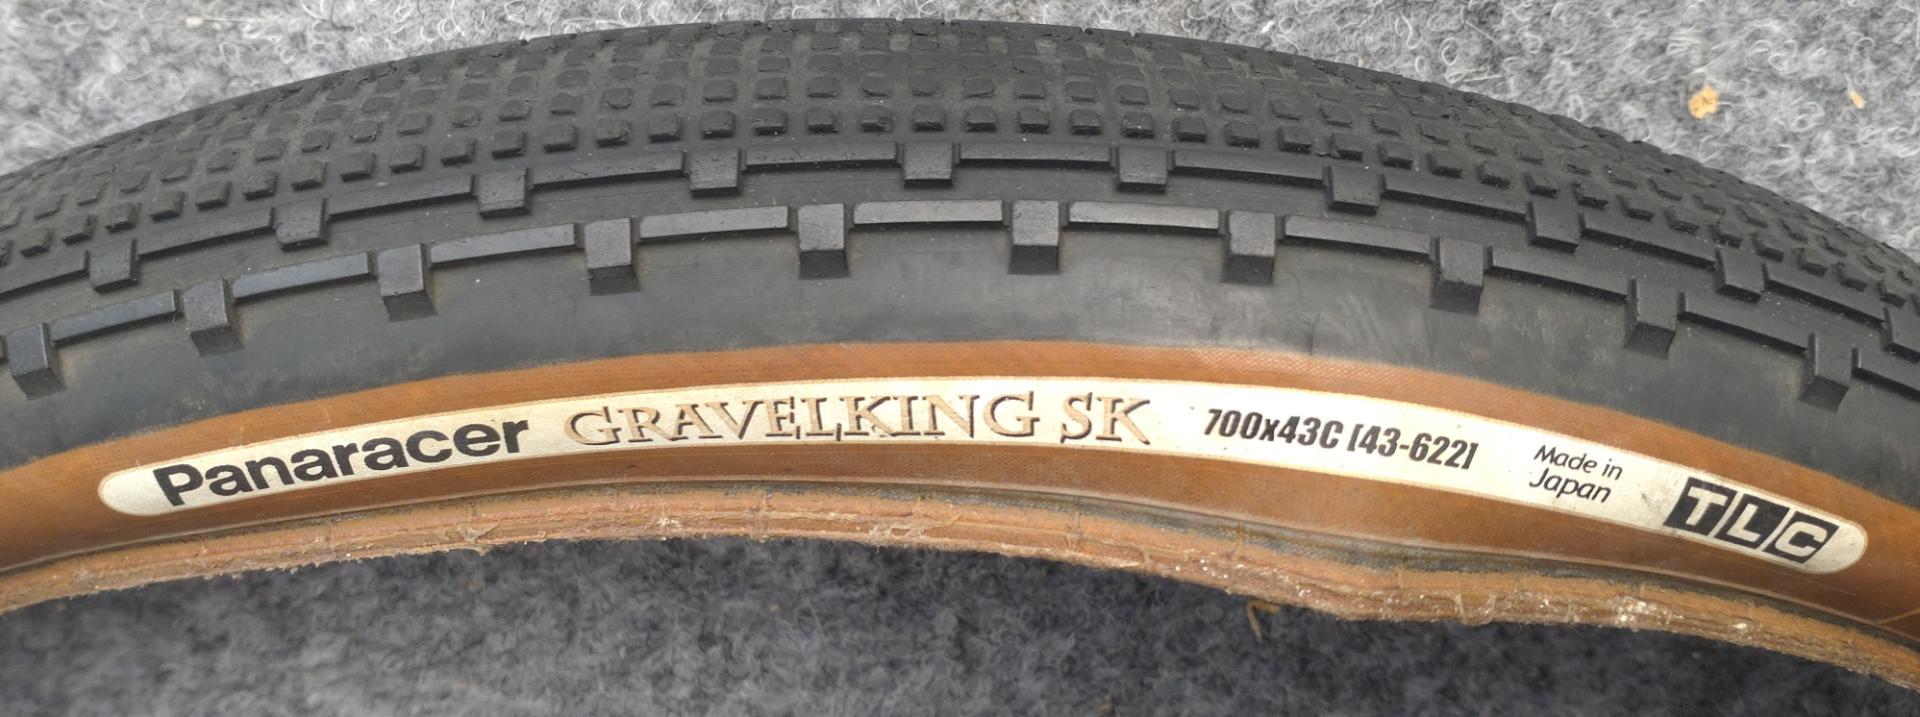 Panaracer GRAVELKING SK 700x43C [43-622] Made in
Japan
TLC